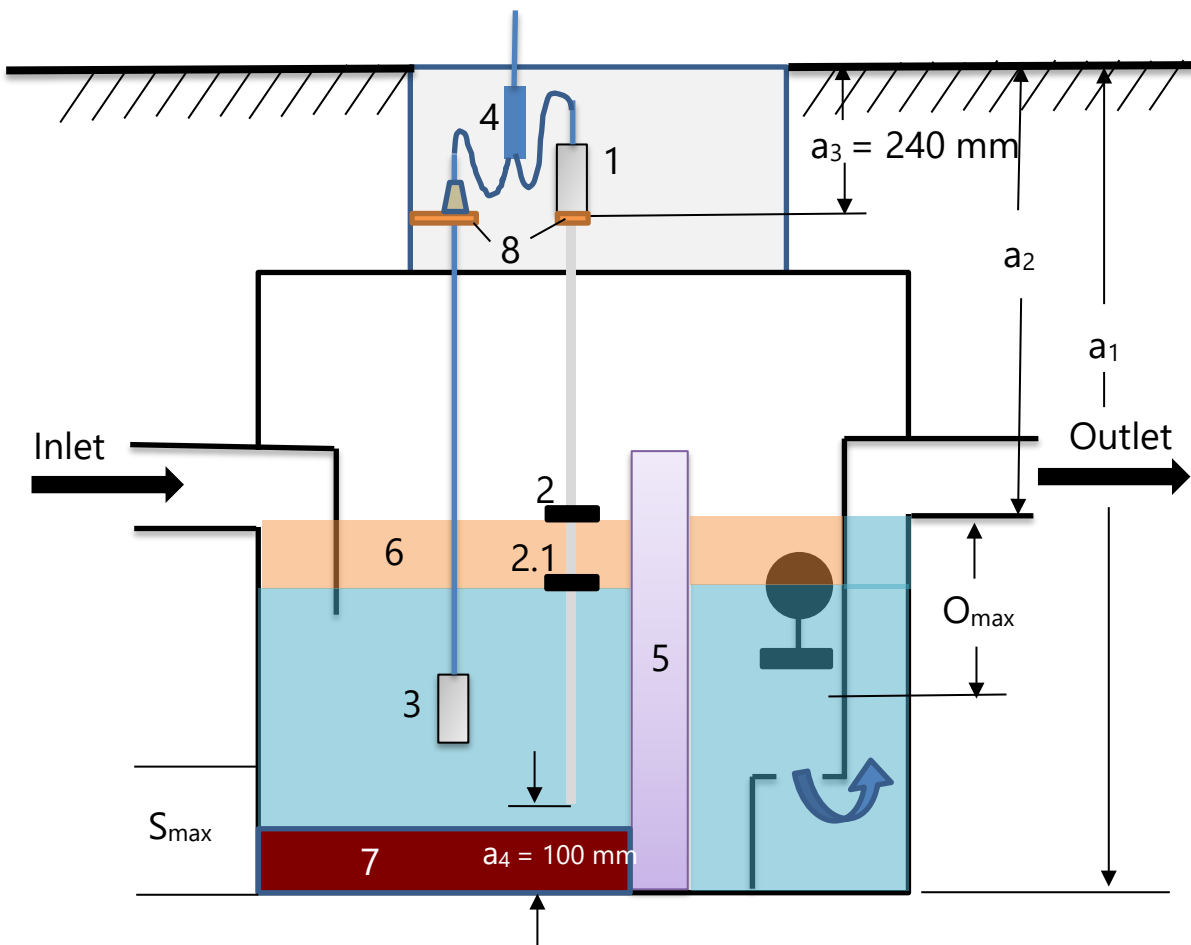 4
1
a₃ = 240 mm
8
a₂
a₁
Inlet
Outlet
2
6
2.1
Oₘₐₓ
5
3
Sₘₐₓ
7
a₄ = 100 mm